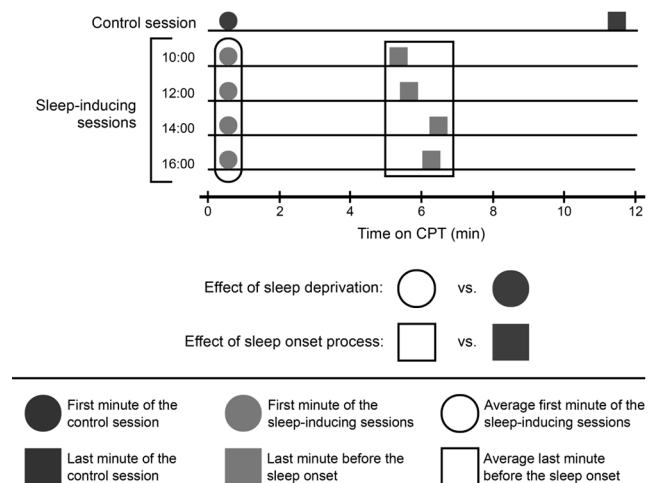 Control session
10:00
12:00
Sleep-inducing
sessions
14:00
16:00
0 2 4 6 8 10 12
Time on CPT (min)
Effect of sleep deprivation: vs.
Effect of sleep onset process: vs.
First minute of the
control session
First minute of the
sleep-inducing sessions
Average first minute of the
sleep-inducing sessions
Last minute of the
control session
Last minute before the
sleep onset
Average last minute
before the sleep onset